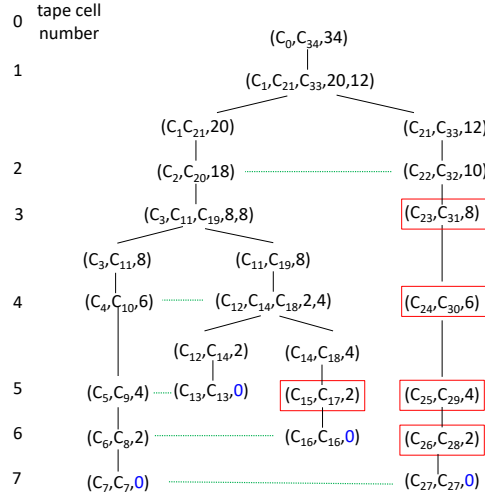 0 tape cell
number
(C₀,C₃₄,34)
1 (C₁,C₂₁,C₃₃,20,12)
(C₁C₂₁,20) (C₂₁,C₃₃,12)
2 (C₂,C₂₀,18) (C₂₂,C₃₂,10)
3 (C₃,C₁₁,C₁₉,8,8) (C₂₃,C₃₁,8)
(C₃,C₁₁,8) (C₁₁,C₁₉,8)
4 (C₄,C₁₀,6) (C₁₂,C₁₄,C₁₈,2,4) (C₂₄,C₃₀,6)
(C₁₂,C₁₄,2) (C₁₄,C₁₈,4)
5 (C₅,C₉,4) (C₁₃,C₁₃,0) (C₁₅,C₁₇,2) (C₂₅,C₂₉,4)
6 (C₆,C₈,2) (C₁₆,C₁₆,0) (C₂₆,C₂₈,2)
7 (C₇,C₇,0) (C₂₇,C₂₇,0)